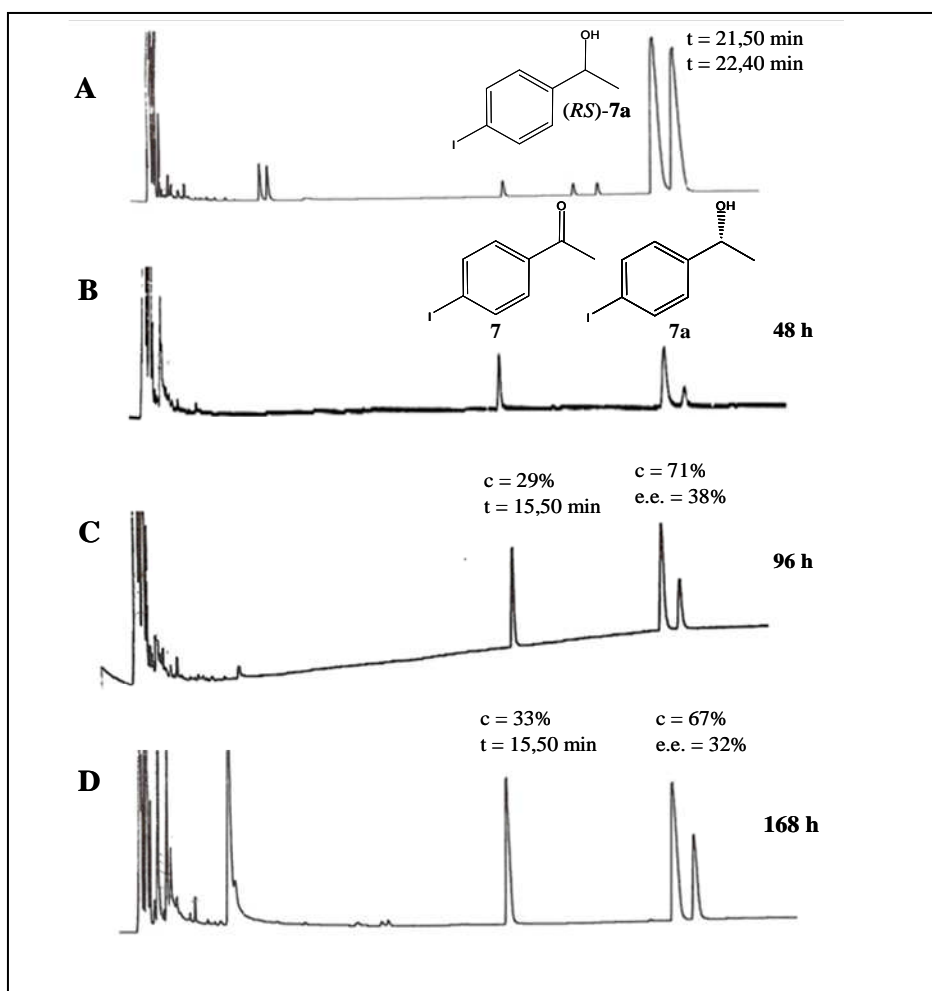 A
OH
(RS)-7a
I
t = 21,50 min
t = 22,40 min
B
O
I
7
OH
I
7a
48 h
C
c = 29%
t = 15,50 min
c = 71%
e.e. = 38%
96 h
D
c = 33%
t = 15,50 min
c = 67%
e.e. = 32%
168 h